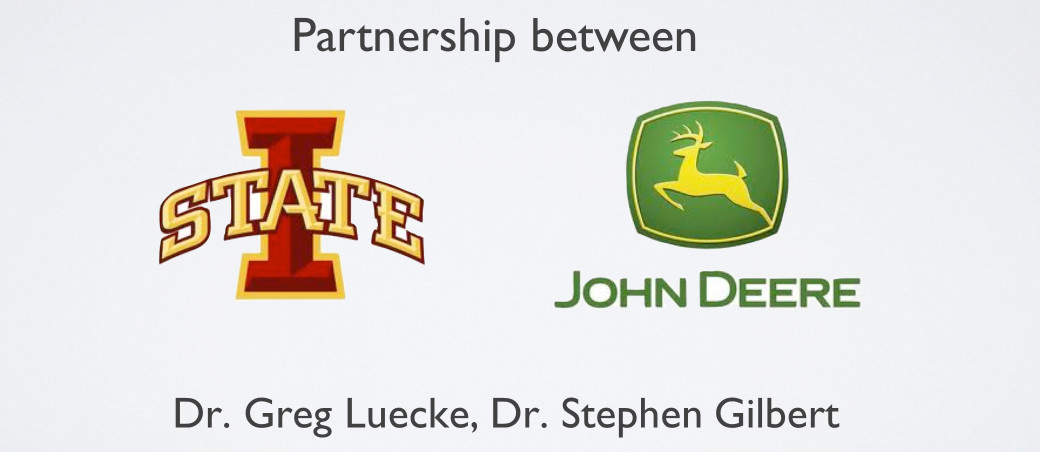 Partnership between
I
STATE
JOHN DEERE
Dr. Greg Luecke, Dr. Stephen Gilbert